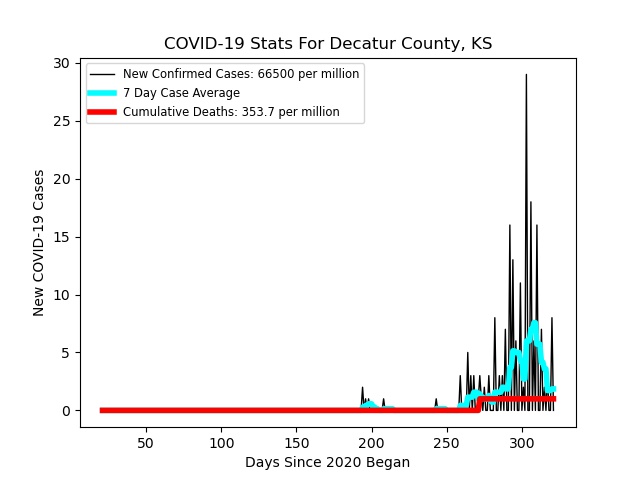 COVID-19 Stats For Decatur County, KS
New Confirmed Cases: 66500 per million
7 Day Case Average
Cumulative Deaths: 353.7 per million
New COVID-19 Cases
30
25
20
15
10
5
0
50 100 150 200 250 300
Days Since 2020 Began